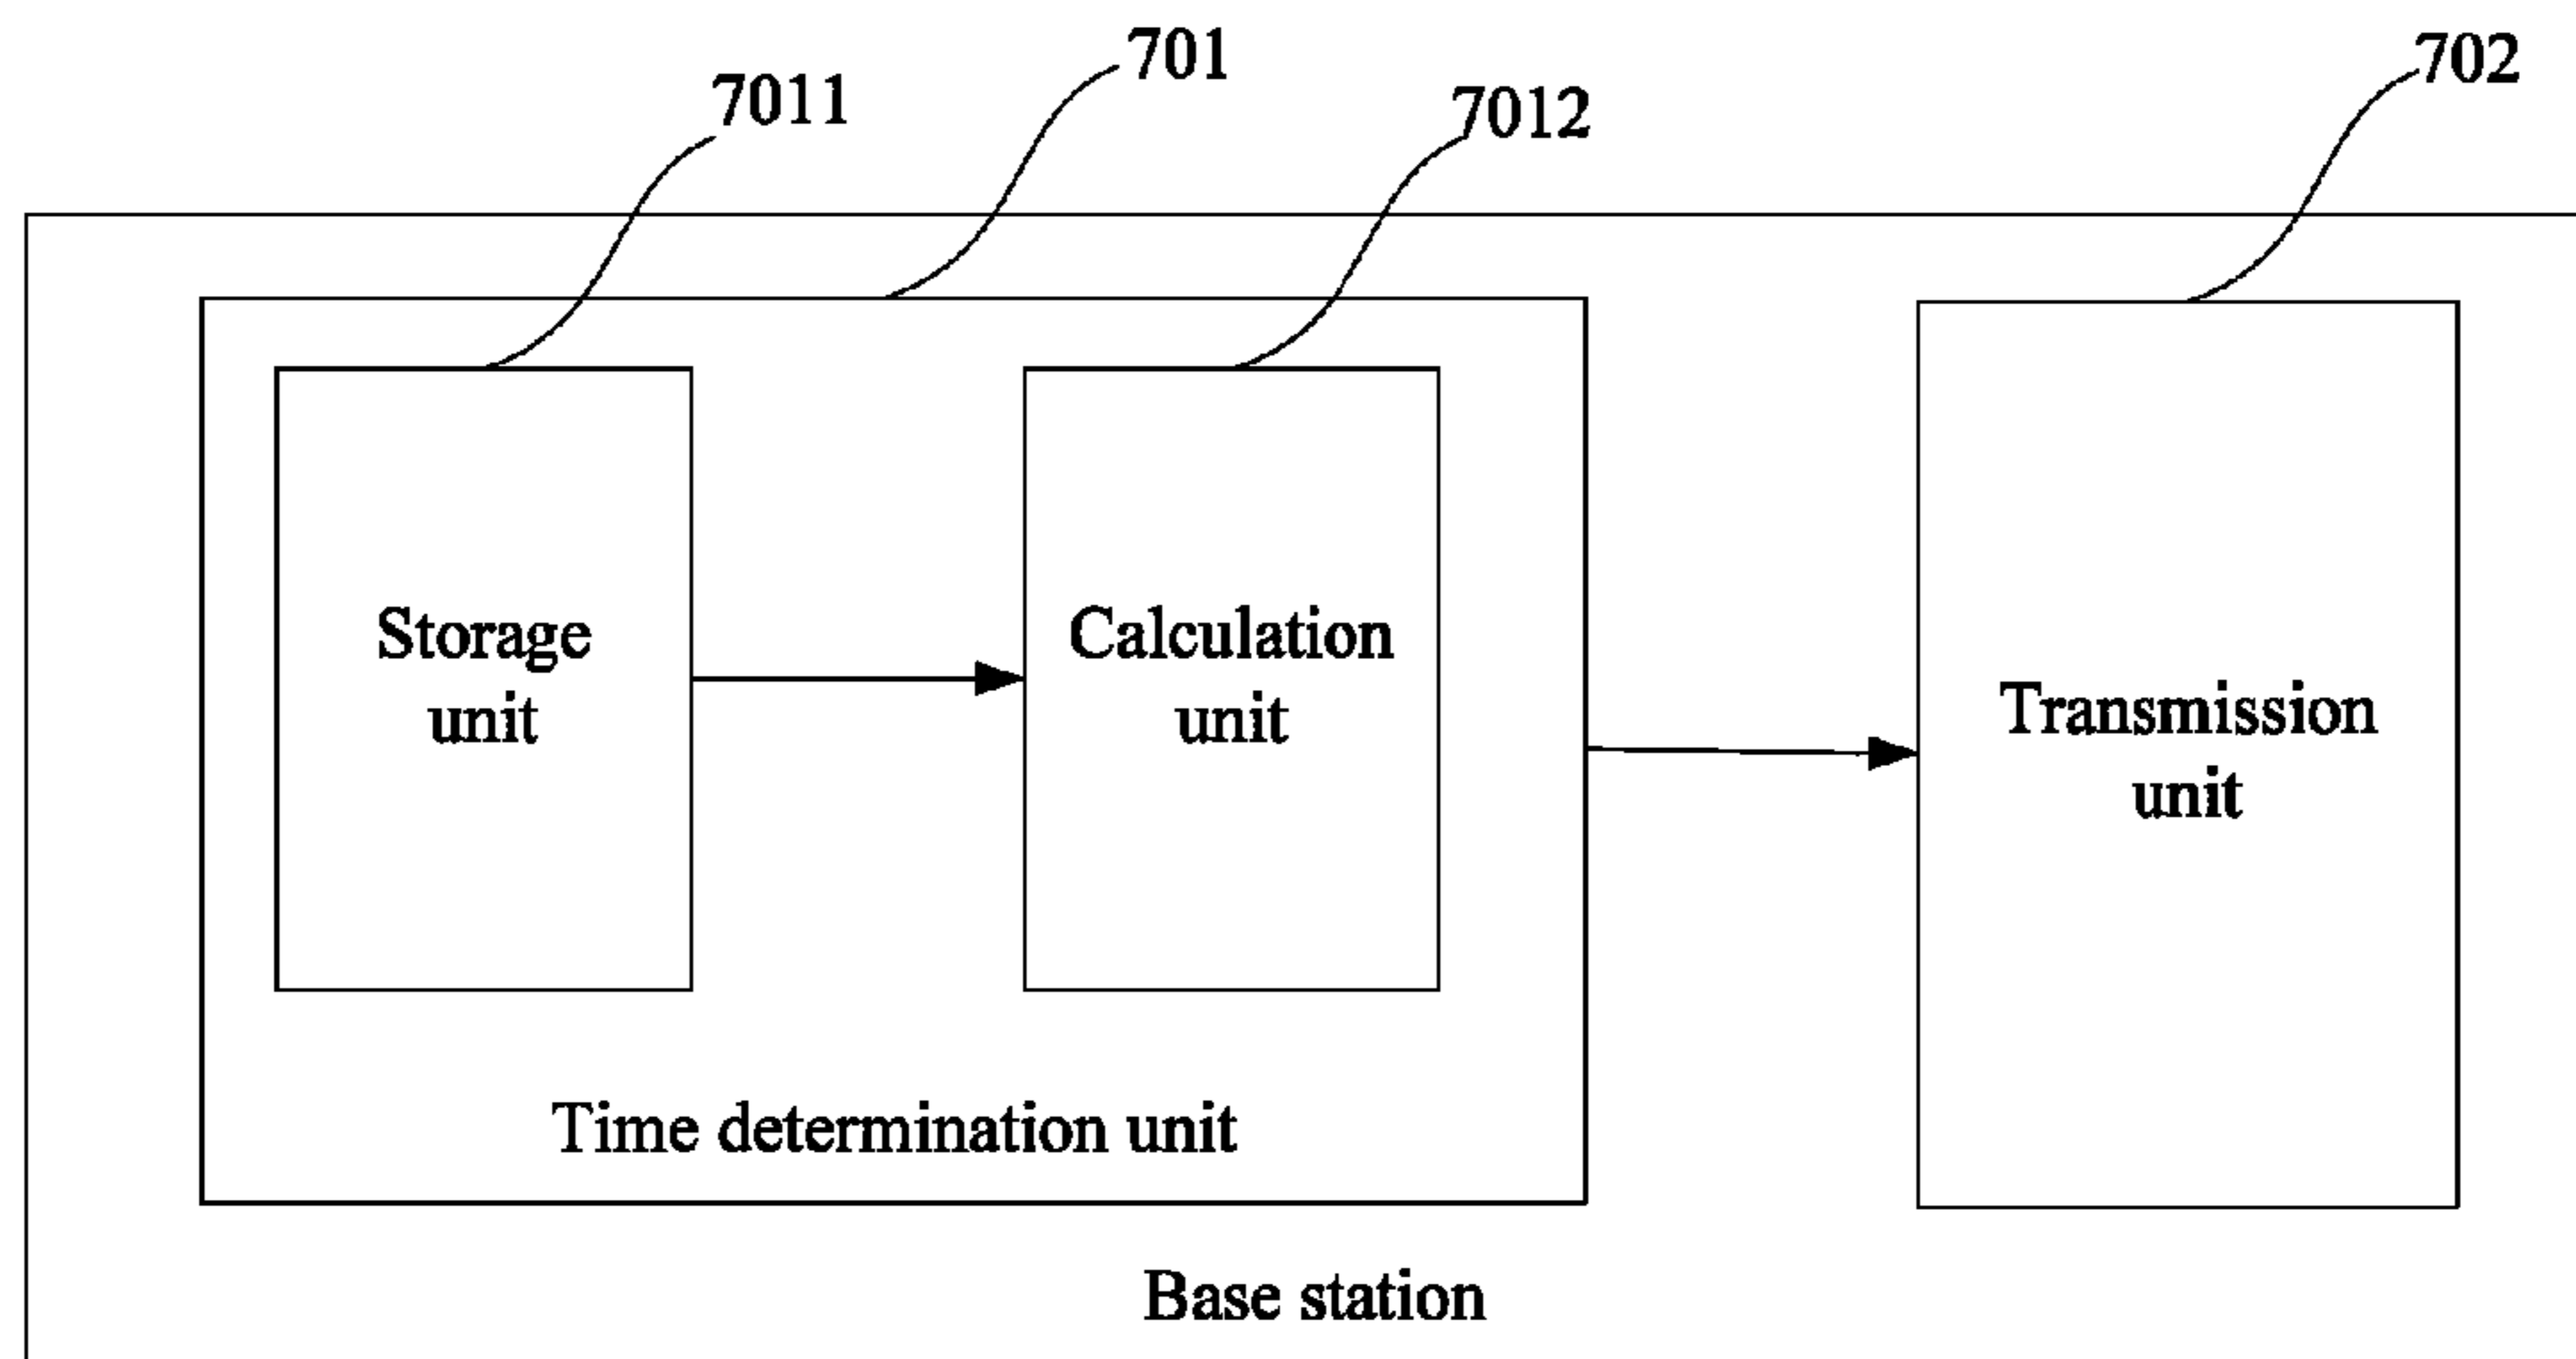 701
702
7011
7012
Storage
unit
Calculation
unit
Transmission
unit
Time determination unit
Base station